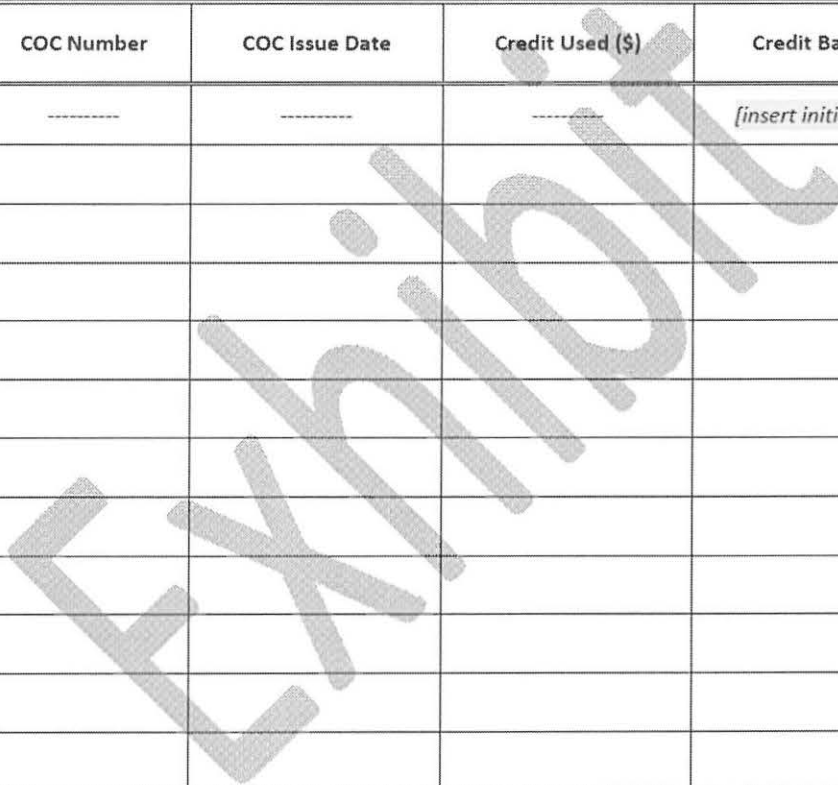 COC Number COC Issue Date Credit Used ($) Credit Ba
---------- ---------- ---------- [insert initi
Exhibit